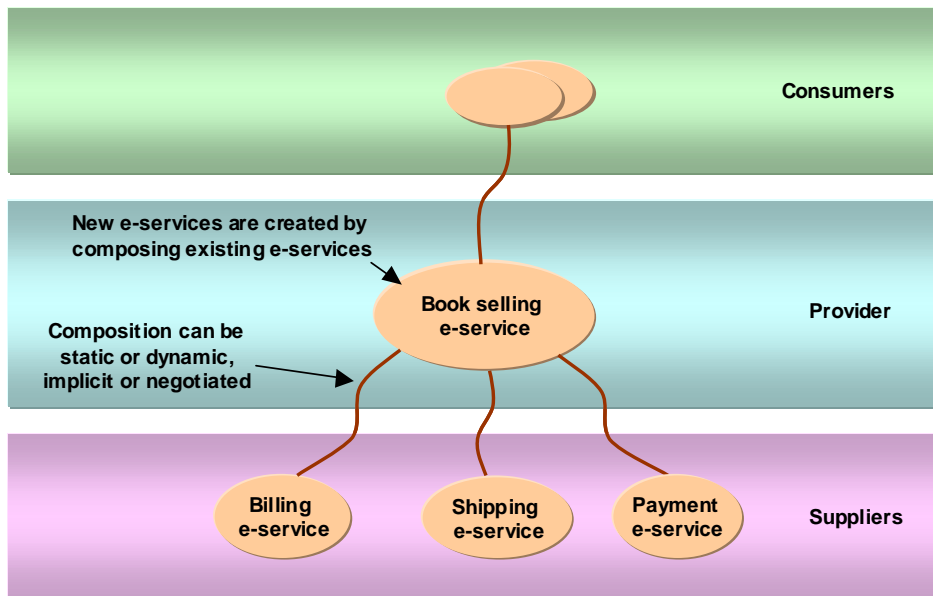 Consumers
New e-services are created by
composing existing e-services
Book selling
e-service
Provider
Composition can be
static or dynamic,
implicit or negotiated
Billing
e-service
Shipping
e-service
Payment
e-service
Suppliers